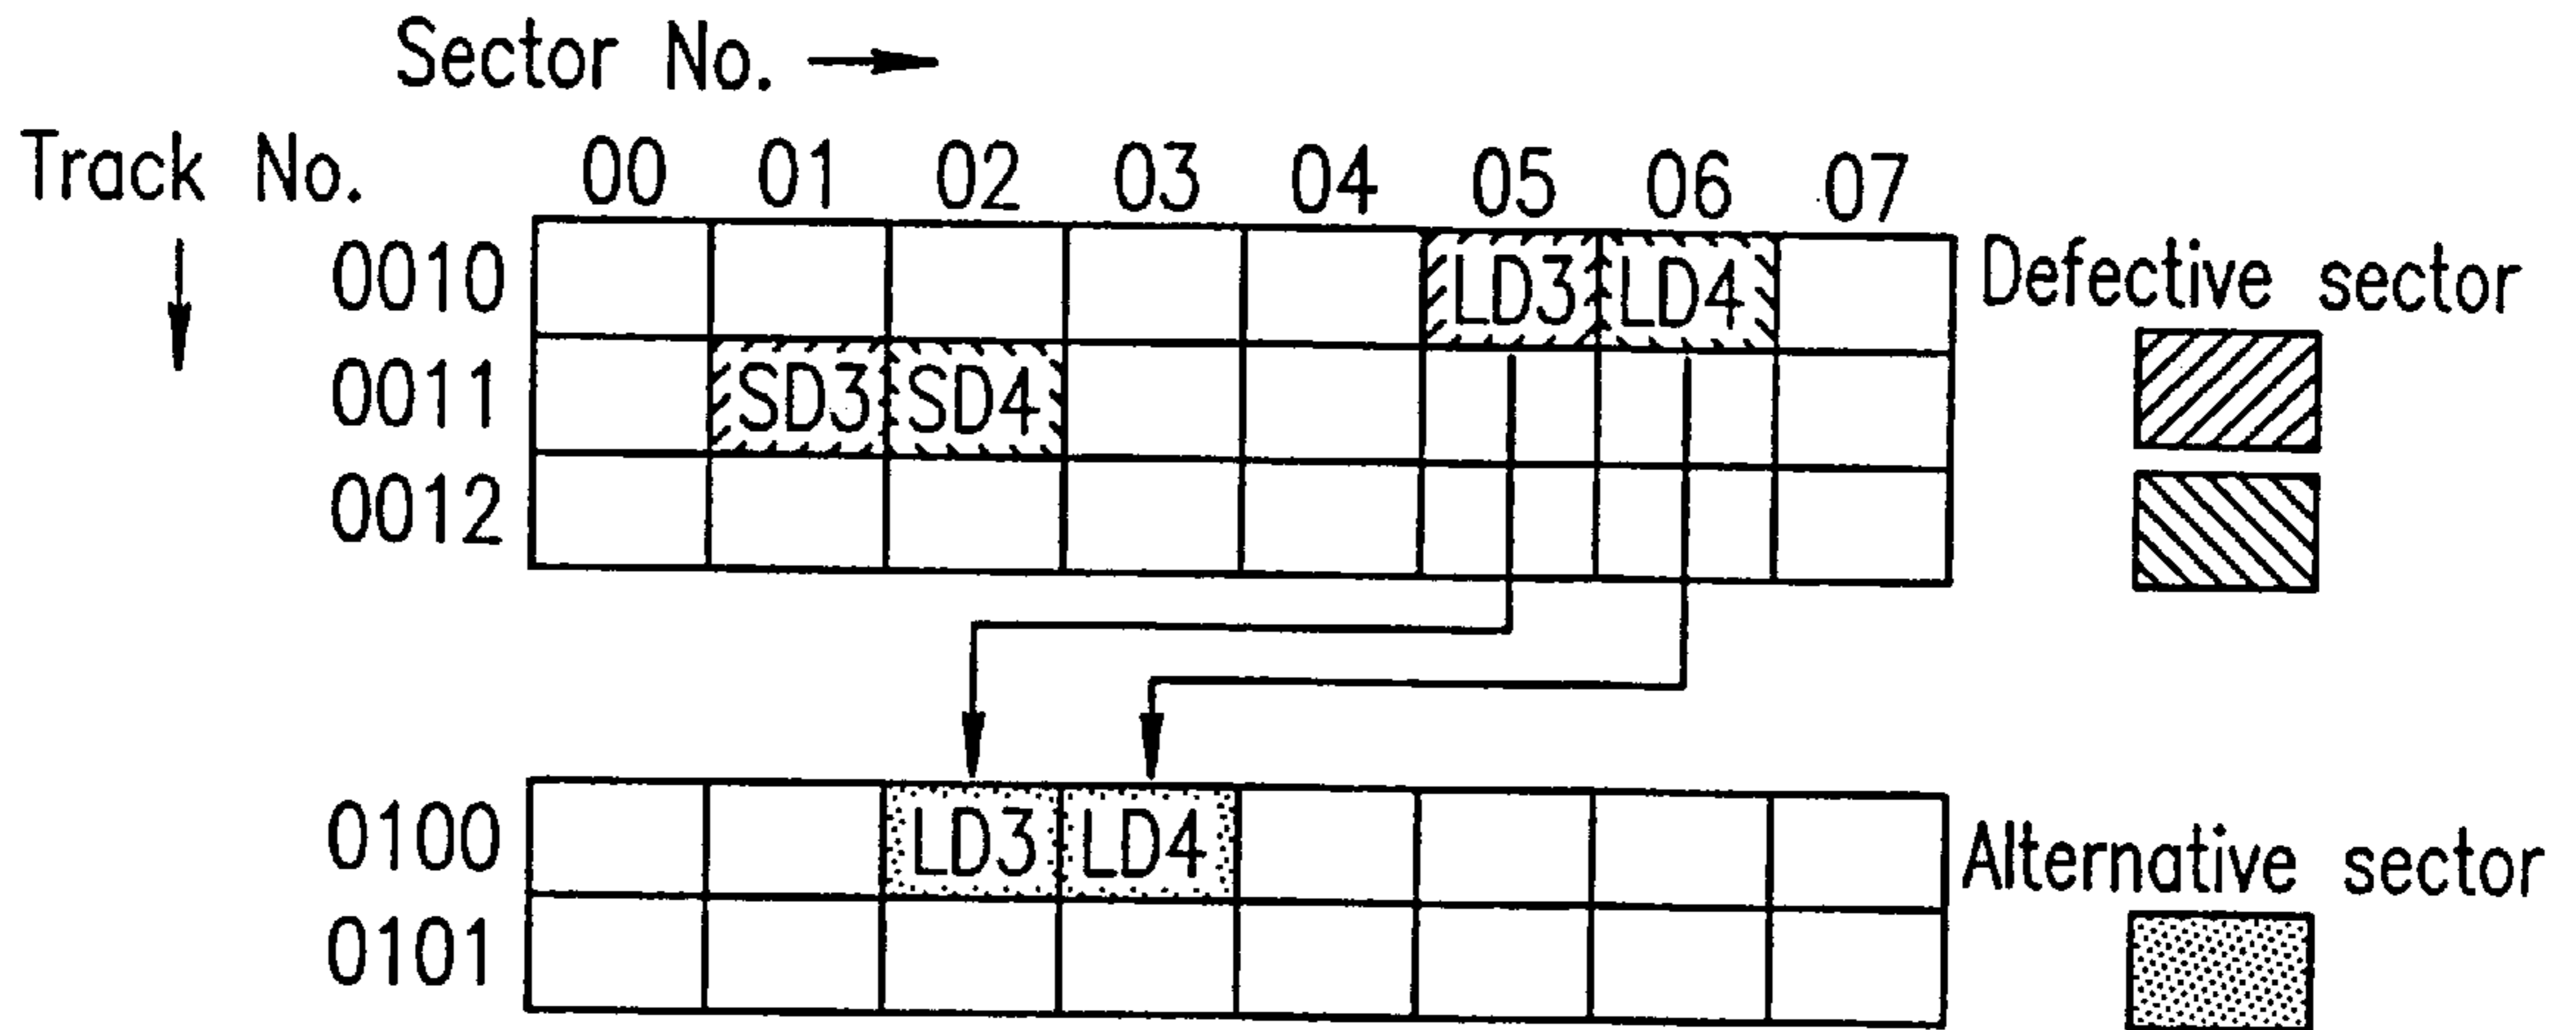 Sector No.
Track No.
00 01 02 03 04 05 06 07
0010 LD3 LD4 Defective sector
0011 SD3 SD4
0012
0100 LD3 LD4 Alternative sector
0101